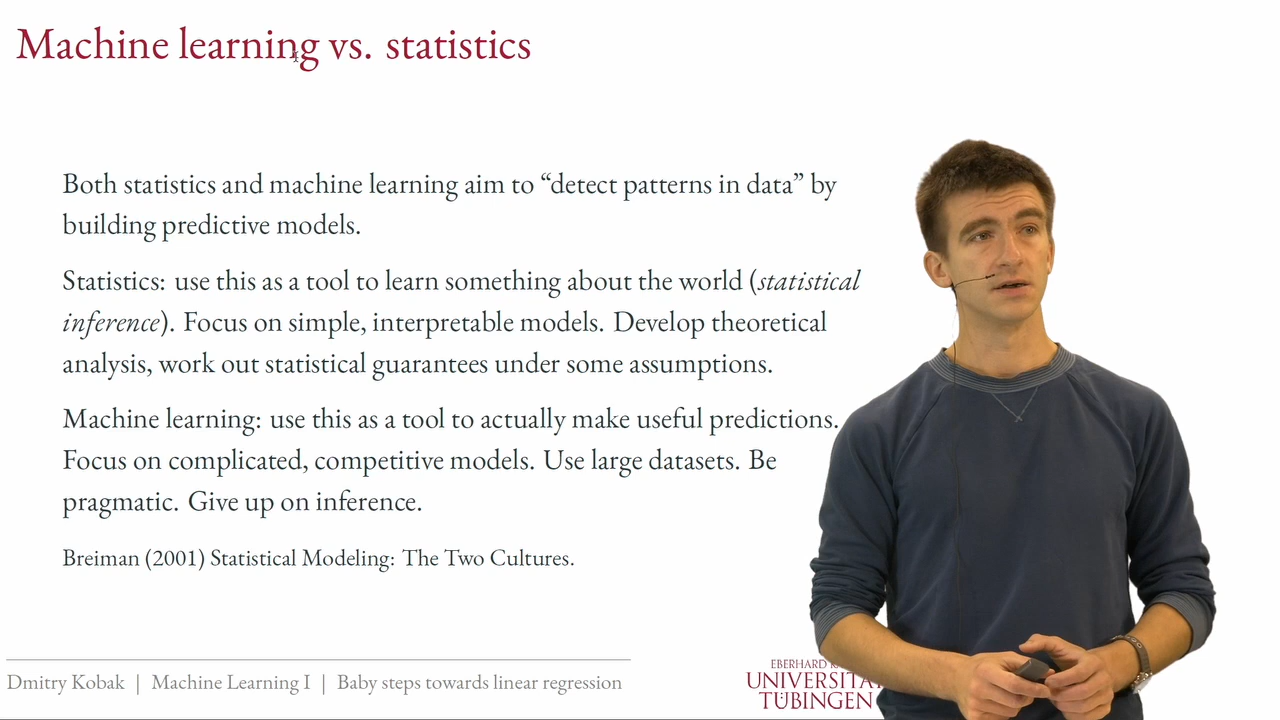 Machine learning vs. statistics
Both statistics and machine learning aim to “detect patterns in data” by
building predictive models.
Statistics: use this as a tool to learn something about the world (statistical
inference). Focus on simple, interpretable models. Develop theoretical
analysis, work out statistical guarantees under some assumptions.
Machine learning: use this as a tool to actually make useful predictions.
Focus on complicated, competitive models. Use large datasets. Be
pragmatic. Give up on inference.
Breiman (2001) Statistical Modeling: The Two Cultures.
Dmitry Kobak | Machine Learning I | Baby steps towards linear regression
EBERHARD
TÜBINGEN